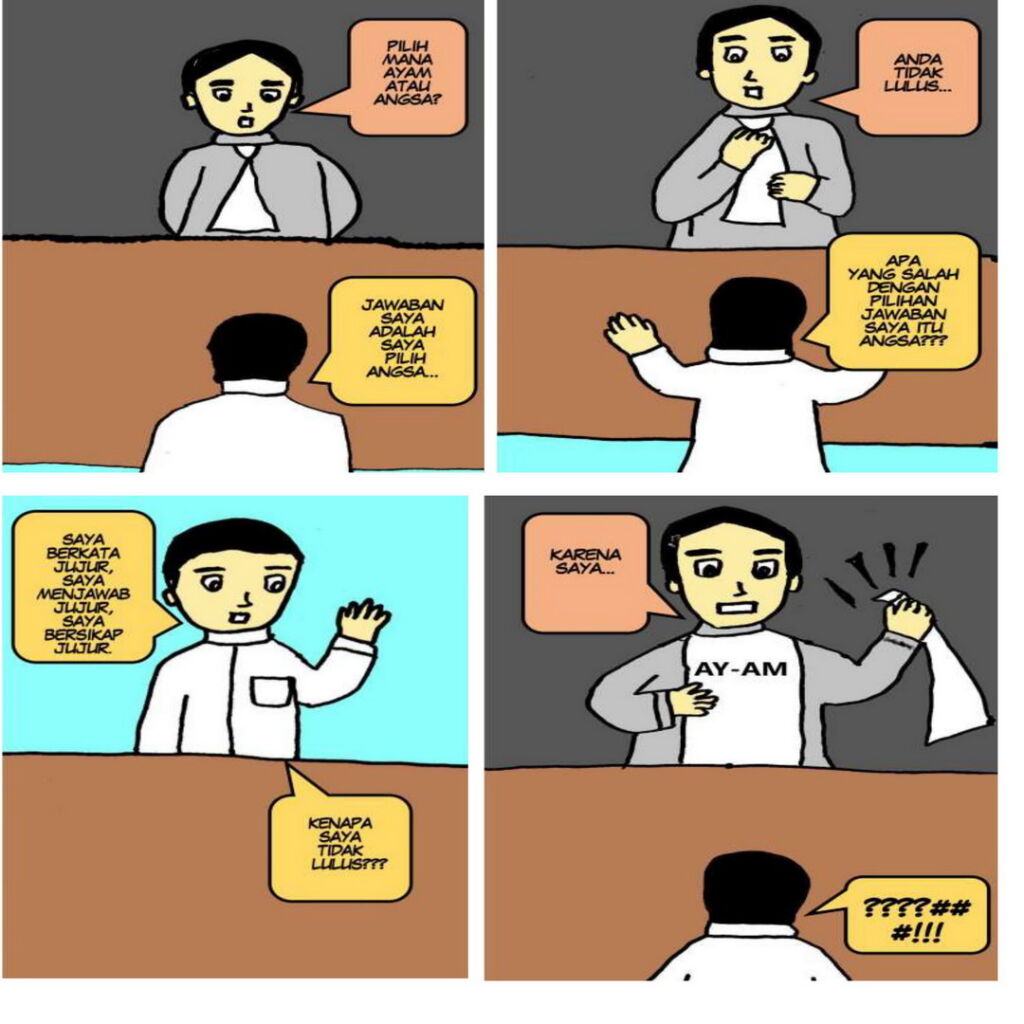 PILIH
MANA
AYAM
ATAU
ANGSA?
JAWABAN
SAYA
ADALAH
SAYA
PILIH
ANGSA...
ANDA
TIDAK
LULUS...
APA
YANG SALAH
DENGAN
PILIHAN
JAWABAN
SAYA ITU
ANGSA???
SAYA
BERKATA
JUJUR,
SAYA
MENJAWAB
JUJUR,
SAYA
BERSIKAP
JUJUR.
KENAPA
SAYA
TIDAK
LULUS???
KARENA
SAYA...
AY-AM
????##
#!!!